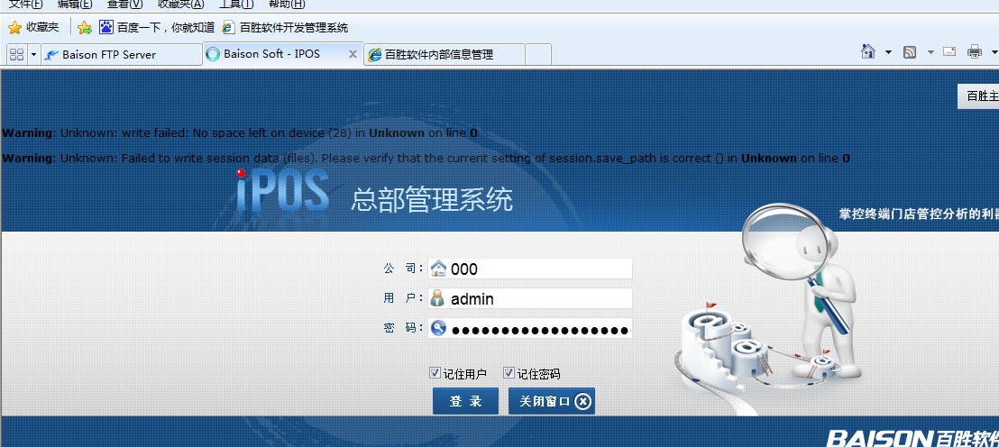 文件(F) 编辑(E) 查看(V) 收藏夹(A) 工具(T) 帮助(H)
收藏夹 百度一下，你就知道 百胜软件开发管理系统
Baison FTP Server Baison Soft - IPOS 百胜软件内部信息管理
百胜主
Warning: Unknown: write failed: No space left on device (28) in Unknown on line 0
Warning: Unknown: Failed to write session data (files). Please verify that the current setting of session.save_path is correct () in Unknown on line 0
iPOS 总部管理系统
掌控终端门店管控分析的利器
公 司： 000
用 户： admin
密 码： ●●●●●●●●●●●●●●●●●●
记住用户 记住密码
登 录 关闭窗口
BAISON百胜软件